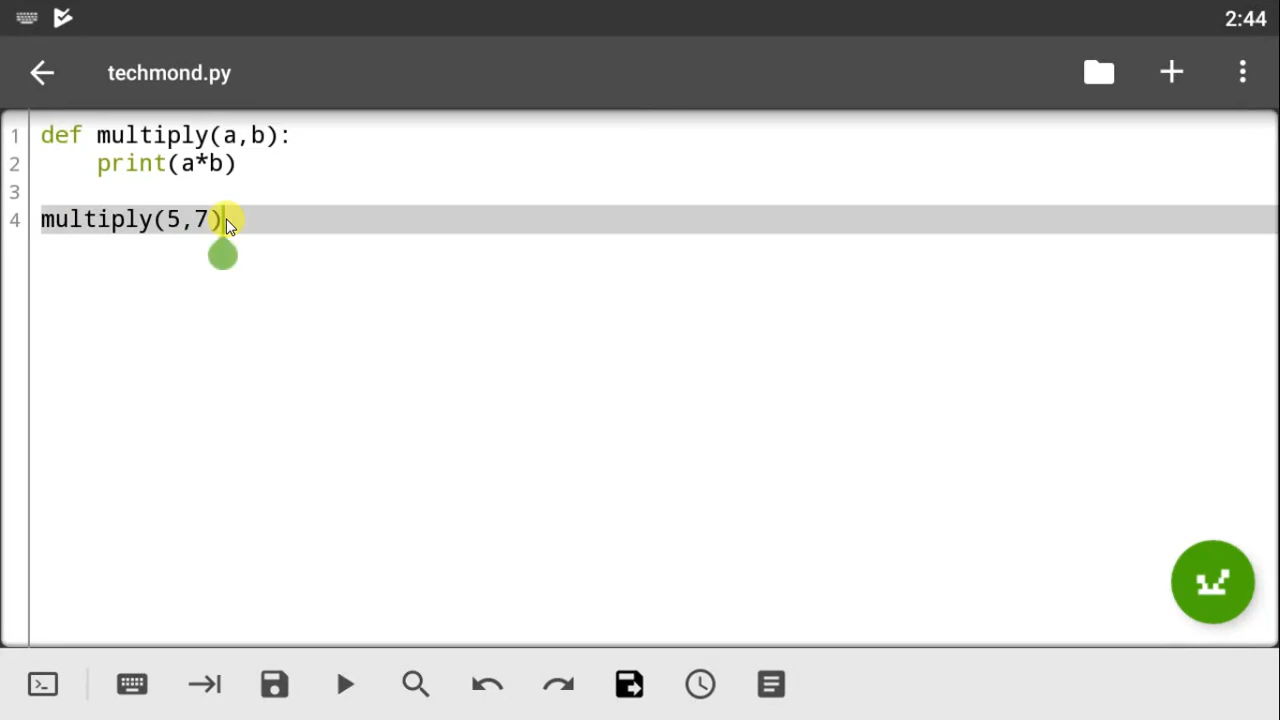 2:44
techmond.py
1 def multiply(a,b):
2     print(a*b)
3
4 multiply(5,7)